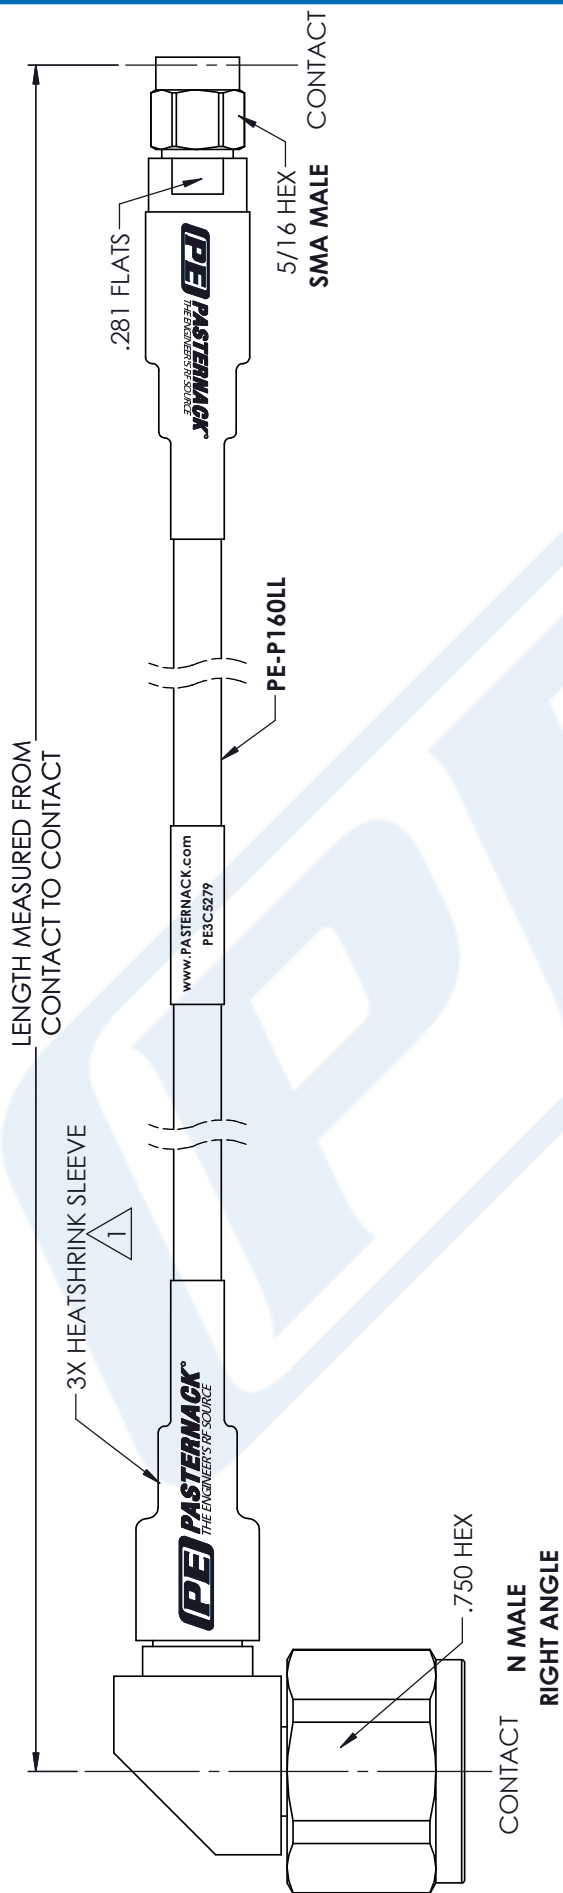 LENGTH MEASURED FROM
CONTACT TO CONTACT
3X HEATSHRINK SLEEVE
1
.281 FLATS
CONTACT
5/16 HEX
SMA MALE
PE PASTERNACK®
THE ENGINEER'S RF SOURCE
www.PASTERNACK.com
PE3C5279
PE-P160LL
PE PASTERNACK®
THE ENGINEER'S RF SOURCE
.750 HEX
CONTACT
N MALE
RIGHT ANGLE